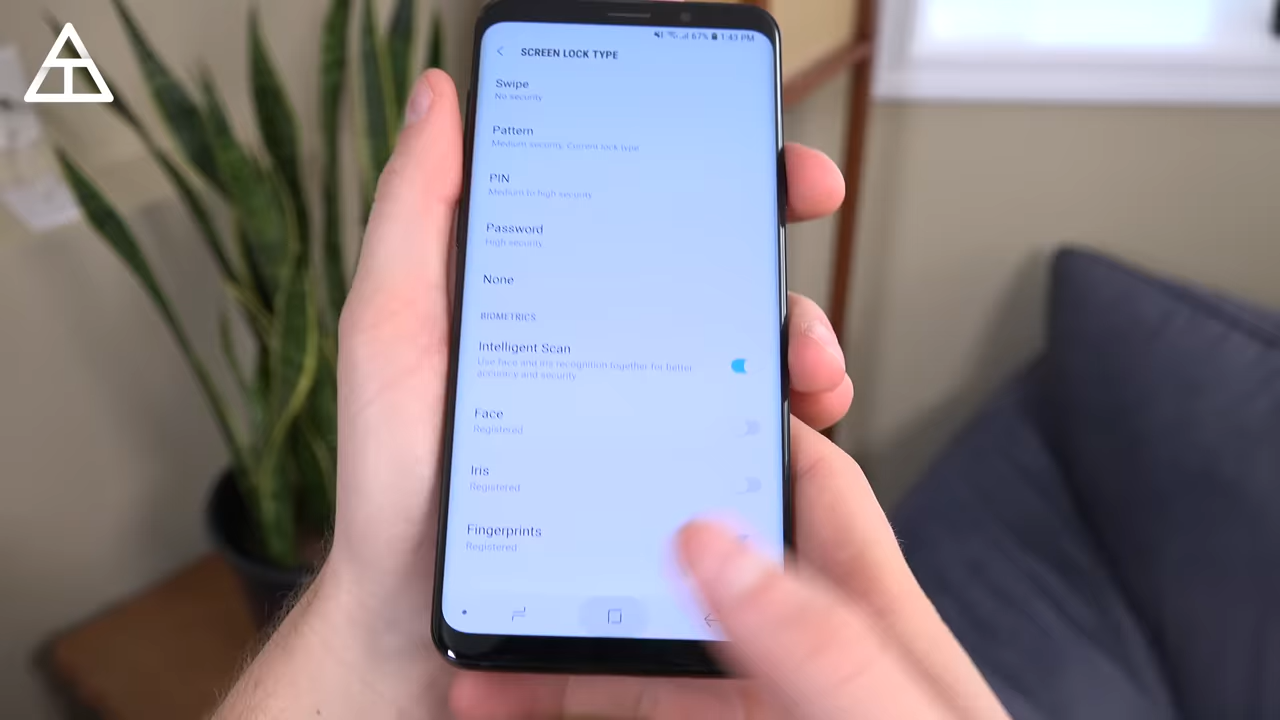 67% 1:43 PM
SCREEN LOCK TYPE
Swipe
No security
Pattern
Medium security, Current lock type
PIN
Medium to high security
Password
High security
None
BIOMETRICS
Intelligent Scan
Use face and iris recognition together for better
accuracy and security.
Face
Registered
Iris
Registered
Fingerprints
Registered